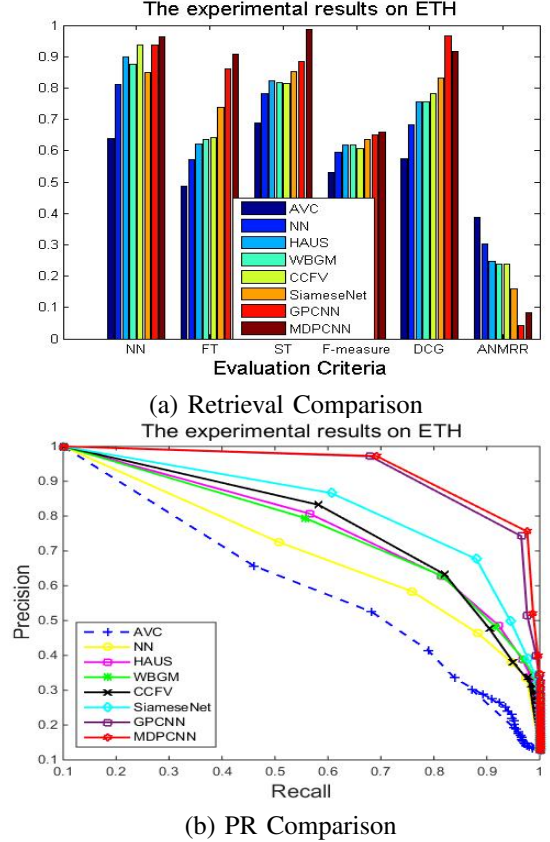 The experimental results on ETH
1
0.9
0.8
0.7
0.6
0.5
0.4
0.3
0.2
0.1
0
AVC
NN
HAUS
WBGM
CCFV
SiameseNet
GPCNN
MDPCNN
NN FT ST F-measure DCG ANMRR
Evaluation Criteria
(a) Retrieval Comparison
The experimental results on ETH
1
0.9
0.8
0.7
0.6
0.5
0.4
0.3
0.2
0.1
Precision
AVC
NN
HAUS
WBGM
CCFV
SiameseNet
GPCNN
MDPCNN
0.1 0.2 0.3 0.4 0.5 0.6 0.7 0.8 0.9 1
Recall
(b) PR Comparison